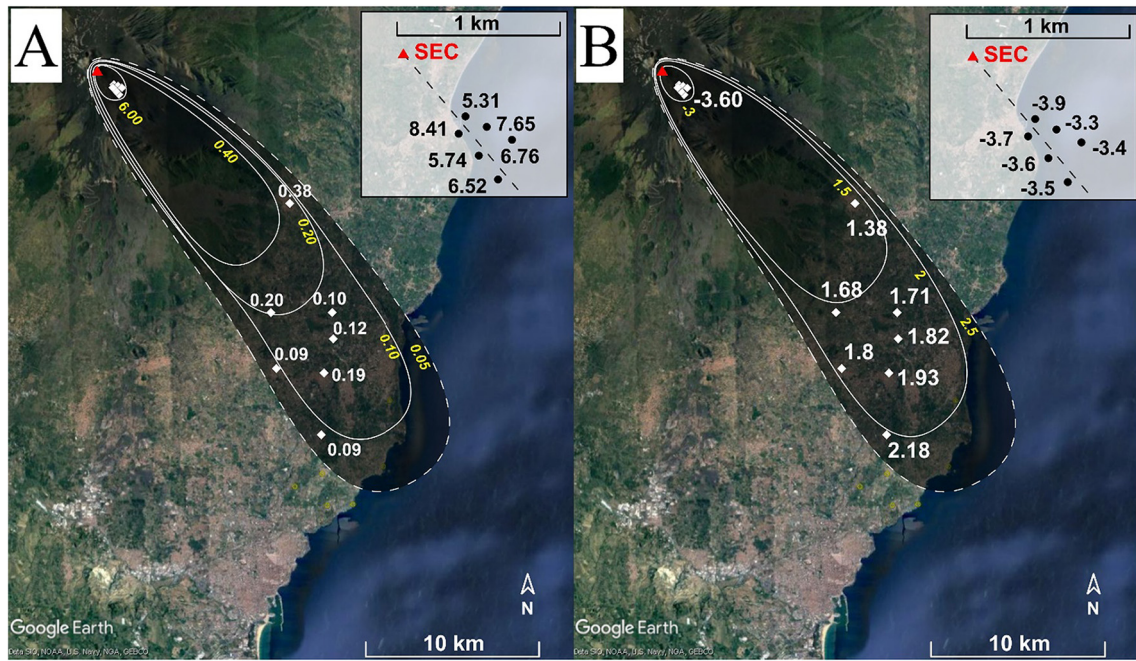 A
1 km
SEC
5.31
8.41
7.65
5.74
6.76
6.52
6.00
0.40
0.38
0.20
0.20
0.10
0.12
0.09
0.10
0.05
0.19
0.09
N
Google Earth
10 km
Data SIO, NOAA, U.S. Navy, NGA, GEBCO
B
1 km
SEC
-3.9
-3.3
-3.7
-3.4
-3.6
-3.5
-3
-3.60
1.5
1.38
2
1.68
1.71
2.5
1.82
1.8
1.93
2.18
N
Google Earth
10 km
Data SIO, NOAA, U.S. Navy, NGA, GEBCO